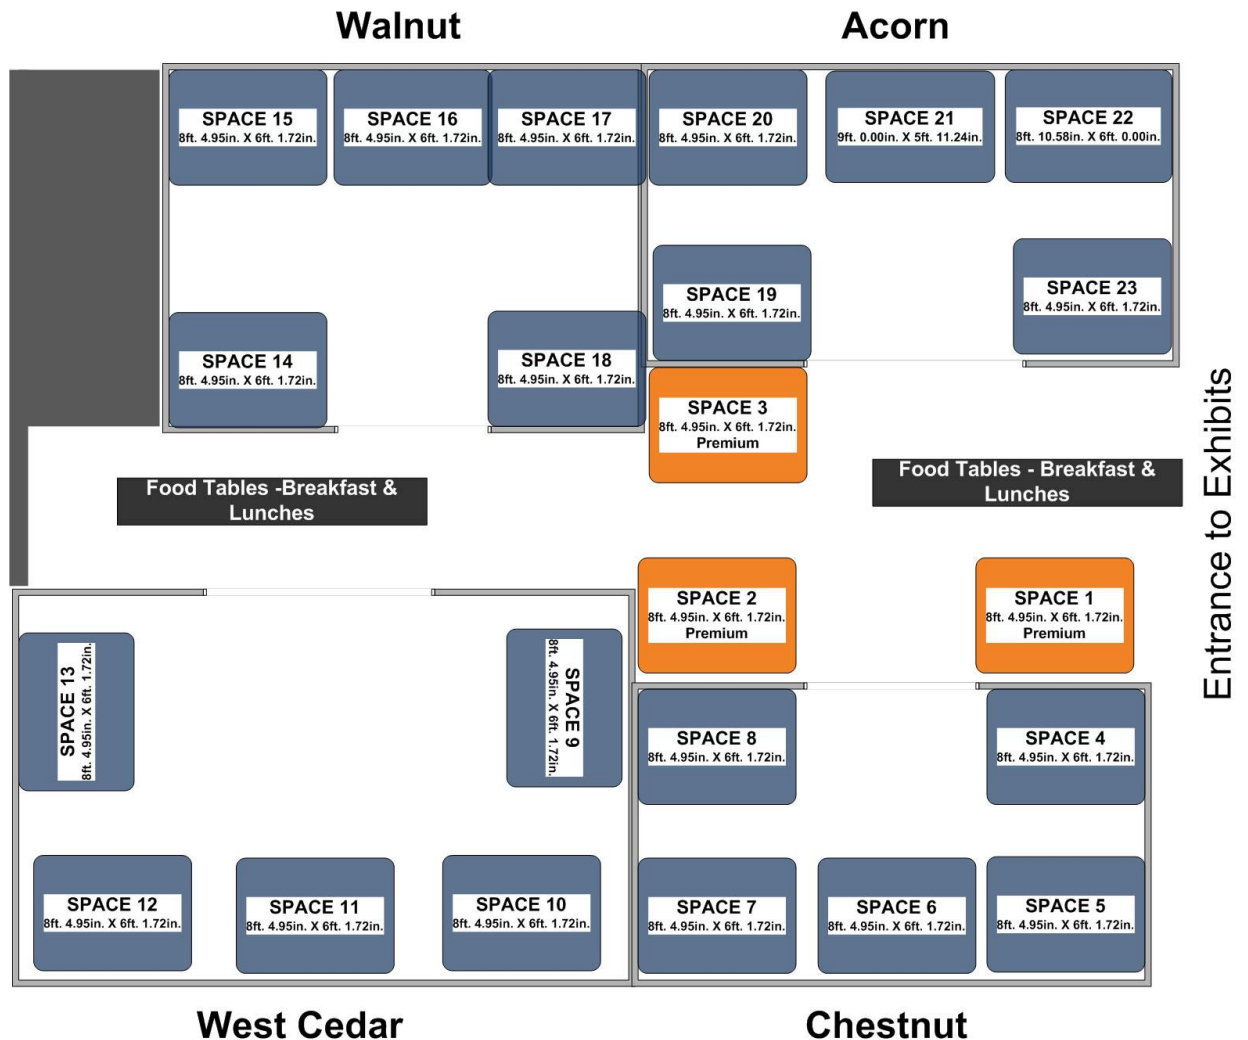 Walnut
Acorn
SPACE 15
8ft. 4.95in. X 6ft. 1.72in.
SPACE 16
8ft. 4.95in. X 6ft. 1.72in.
SPACE 17
8ft. 4.95in. X 6ft. 1.72in.
SPACE 20
8ft. 4.95in. X 6ft. 1.72in.
SPACE 21
9ft. 0.00in. X 5ft. 11.24in.
SPACE 22
8ft. 10.58in. X 6ft. 0.00in.
SPACE 19
8ft. 4.95in. X 6ft. 1.72in.
SPACE 23
8ft. 4.95in. X 6ft. 1.72in.
SPACE 14
8ft. 4.95in. X 6ft. 1.72in.
SPACE 18
8ft. 4.95in. X 6ft. 1.72in.
SPACE 3
8ft. 4.95in. X 6ft. 1.72in.
Premium
Food Tables -Breakfast &
Lunches
Food Tables - Breakfast &
Lunches
Entrance to Exhibits
SPACE 2
8ft. 4.95in. X 6ft. 1.72in.
Premium
SPACE 1
8ft. 4.95in. X 6ft. 1.72in.
Premium
SPACE 13
8ft. 4.95in. X 6ft. 1.72in.
SPACE 9
8ft. 4.95in. X 6ft. 1.72in.
SPACE 8
8ft. 4.95in. X 6ft. 1.72in.
SPACE 4
8ft. 4.95in. X 6ft. 1.72in.
SPACE 12
8ft. 4.95in. X 6ft. 1.72in.
SPACE 11
8ft. 4.95in. X 6ft. 1.72in.
SPACE 10
8ft. 4.95in. X 6ft. 1.72in.
SPACE 7
8ft. 4.95in. X 6ft. 1.72in.
SPACE 6
8ft. 4.95in. X 6ft. 1.72in.
SPACE 5
8ft. 4.95in. X 6ft. 1.72in.
West Cedar
Chestnut